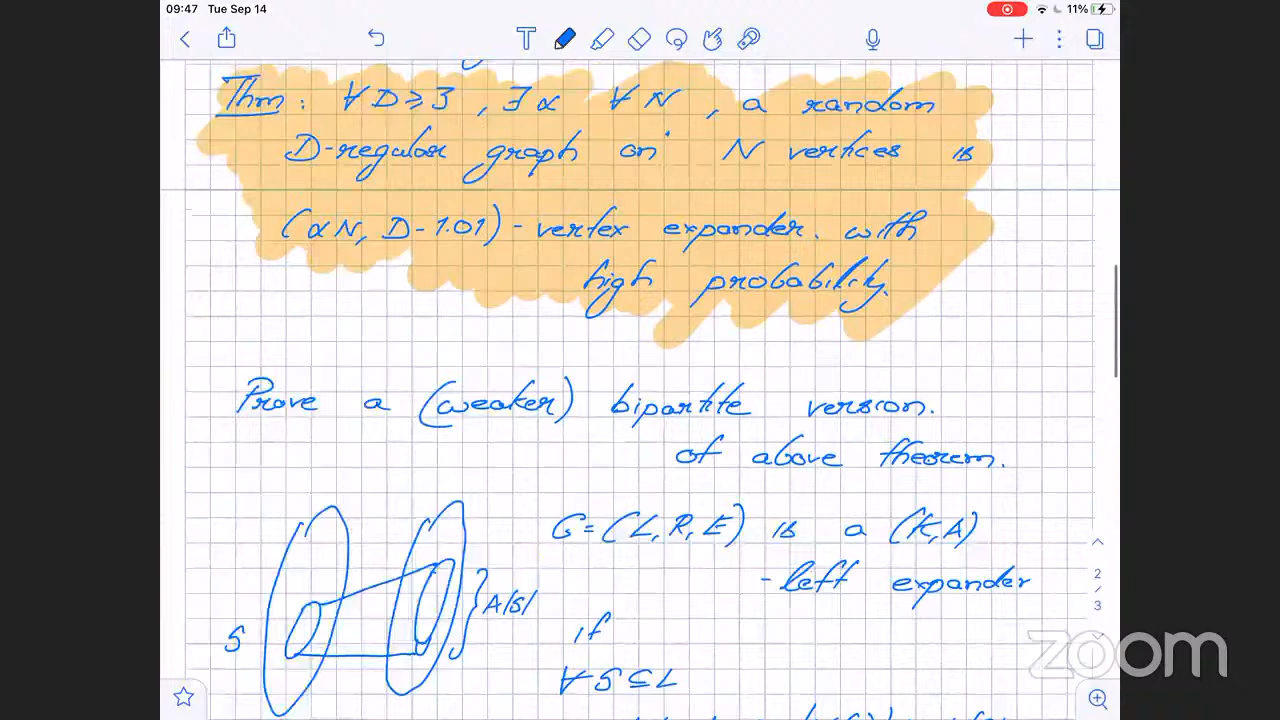 09:47 Tue Sep 14
11%
Thm: ∀ D ≥ 3, ∃ α ∀ N, a random
D-regular graph on N vertices is
(αN, D-1.01) - vertex expander. with
high probability.
Prove a (weaker) bipartite version.
of above theorem.
G = (L, R, E) is a (K, A)
- left expander
A|S|
S
if
∀ S ⊆ L
2
/
3
zoom